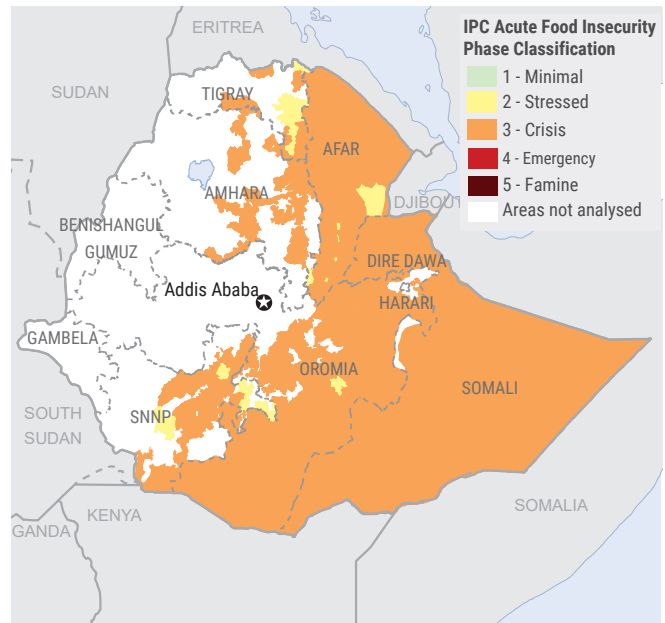 IPC Acute Food Insecurity
Phase Classification
1 - Minimal
2 - Stressed
3 - Crisis
4 - Emergency
5 - Famine
Areas not analysed
ERITREA
SUDAN
TIGRAY
AFAR
AMHARA
DJIBOUT
BENISHANGUL
GUMUZ
DIRE DAWA
Addis Ababa
HARARI
GAMBELA
OROMIA
SOMALI
SNNP
SOUTH
SUDAN
SOMALIA
KENYA
GANDA